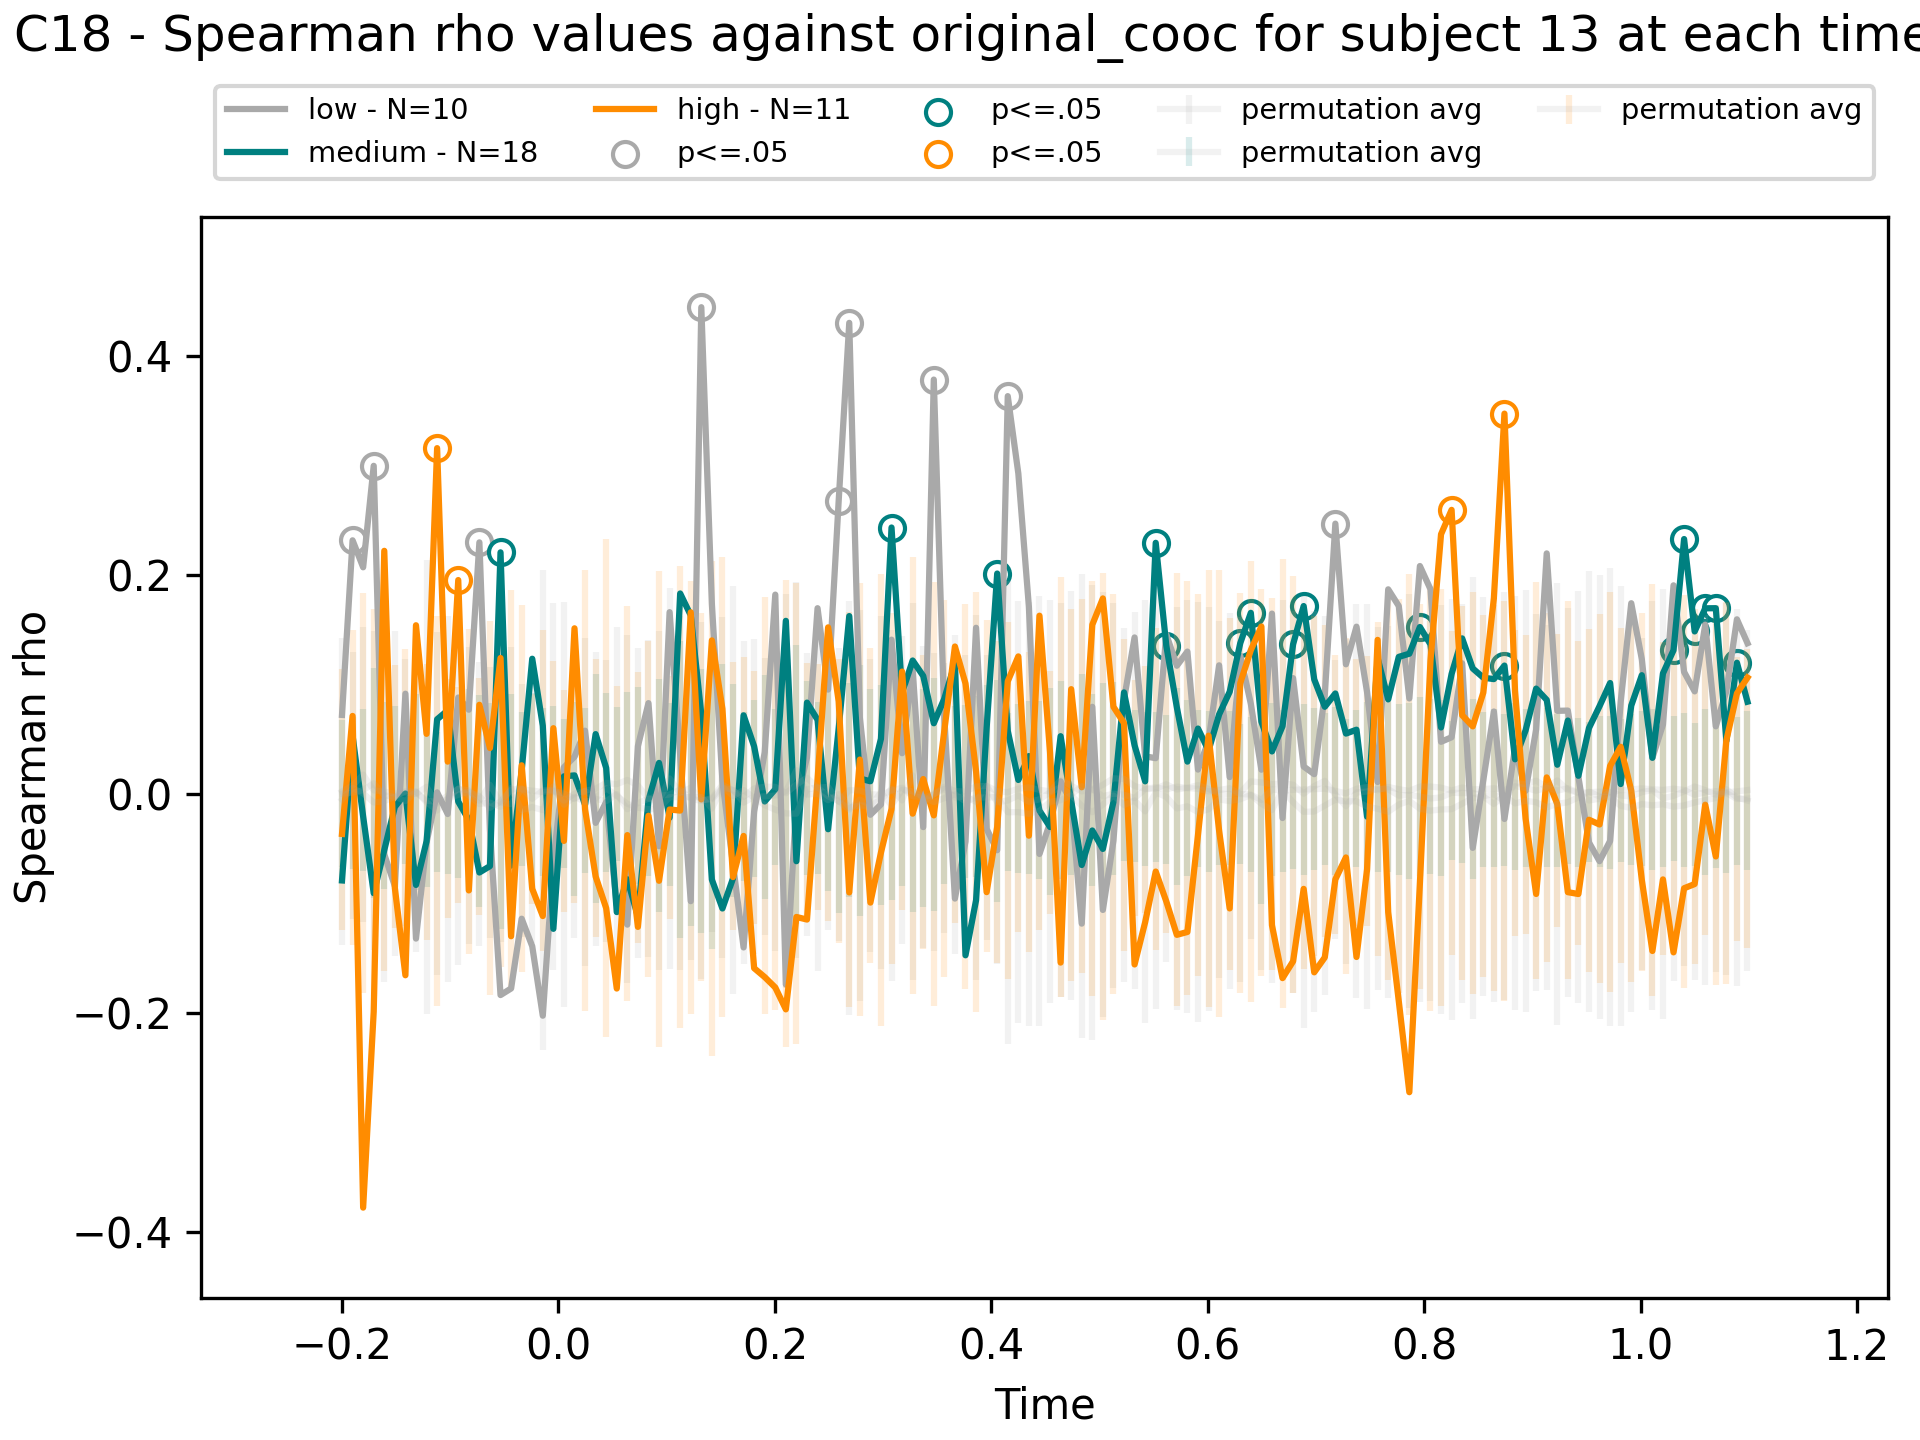 C18 - Spearman rho values against original_cooc for subject 13 at each time
low - N=10 high - N=11 p<=.05 permutation avg permutation avg
medium - N=18 p<=.05 p<=.05 permutation avg
0.4
0.2
0.0
−0.2
−0.4
Spearman rho
−0.2 0.0 0.2 0.4 0.6 0.8 1.0 1.2
Time